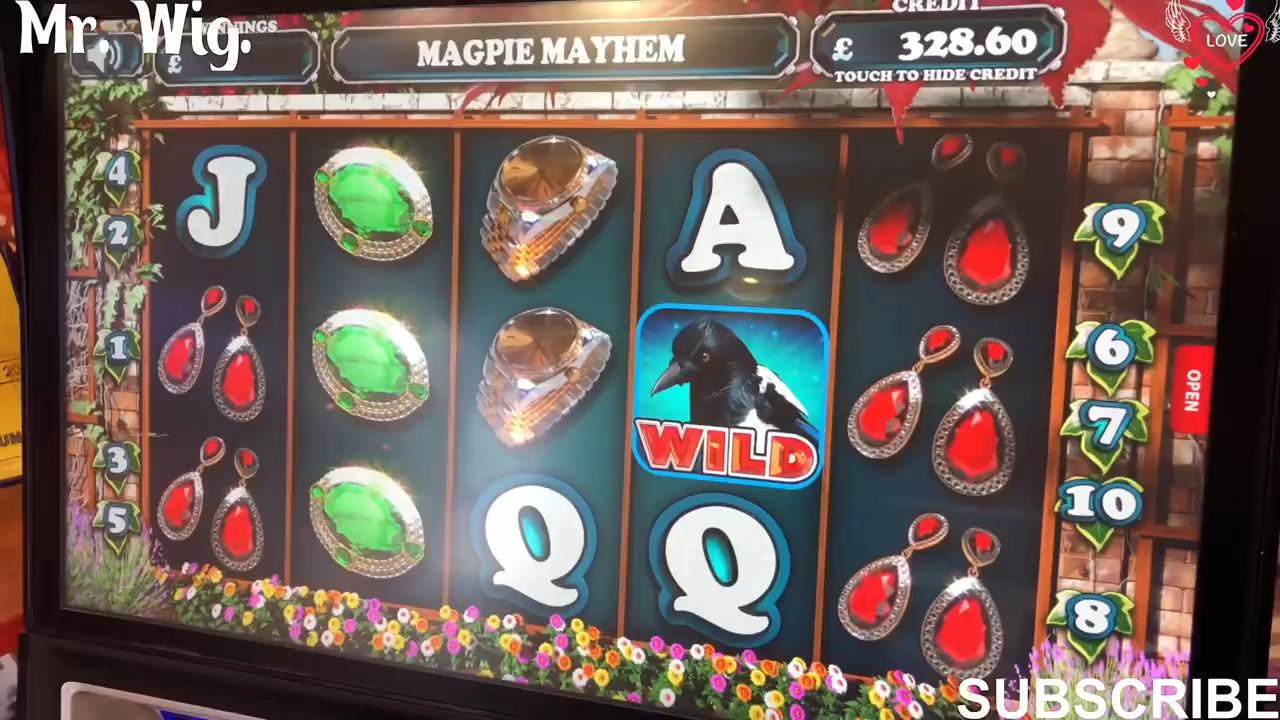 Mr. Wig.
WINNINGS
£
MAGPIE MAYHEM
CREDIT
£ 328.60
TOUCH TO HIDE CREDIT
LOVE
4
2
1
3
5
J
A
WILD
Q
Q
9
6
7
10
8
OPEN
SUBSCRIBE